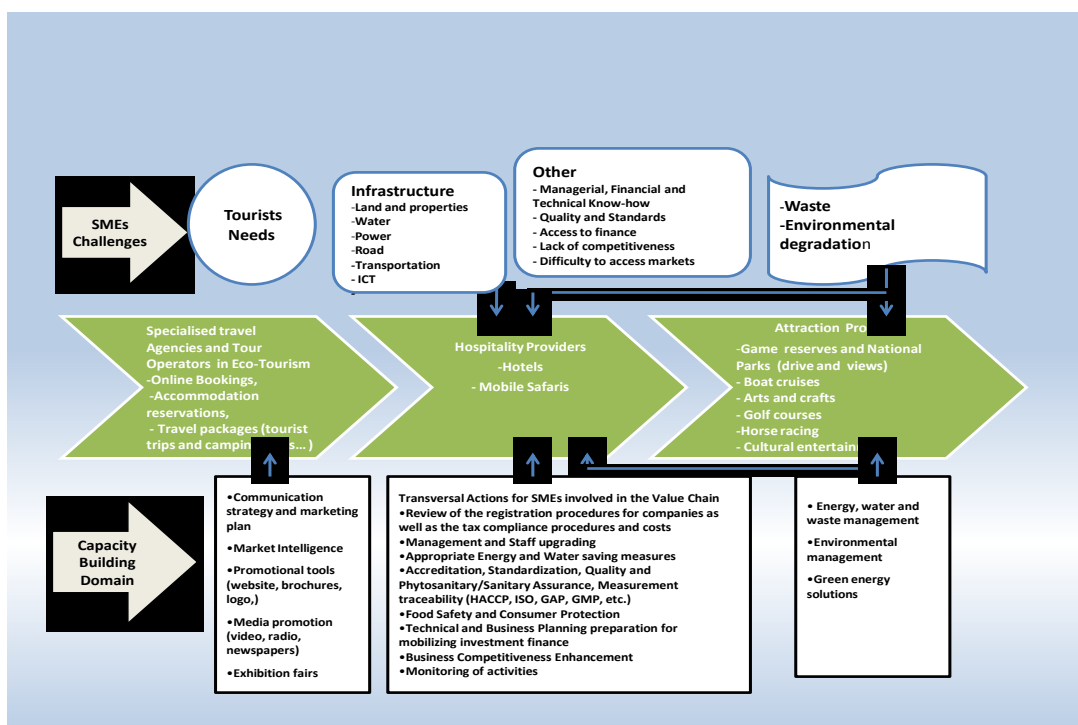 SMEs
Challenges
Tourists
Needs
Infrastructure
-Land and properties
-Water
-Power
-Road
-Transportation
- ICT
Other
- Managerial, Financial and
Technical Know-how
- Quality and Standards
- Access to finance
- Lack of competitiveness
- Difficulty to access markets
-Waste
-Environmental
degradation
Specialised travel
Agencies and Tour
Operators in Eco-Tourism
-Online Bookings,
-Accommodation
reservations,
- Travel packages (tourist
trips and campin s... )
Hospitality Providers
-Hotels
- Mobile Safaris
Attraction Pro
-Game reserves and National
Parks (drive and views)
- Boat cruises
- Arts and crafts
- Golf courses
-Horse racing
- Cultural entertain
Capacity
Building
Domain
•Communication
strategy and marketing
plan
•Market Intelligence
•Promotional tools
(website, brochures,
logo,)
•Media promotion
(video, radio,
newspapers)
•Exhibition fairs
Transversal Actions for SMEs involved in the Value Chain
•Review of the registration procedures for companies as
well as the tax compliance procedures and costs
•Management and Staff upgrading
•Appropriate Energy and Water saving measures
•Accreditation, Standardization, Quality and
Phytosanitary/Sanitary Assurance, Measurement
traceability (HACCP, ISO, GAP, GMP, etc.)
•Food Safety and Consumer Protection
•Technical and Business Planning preparation for
mobilizing investment finance
•Business Competitiveness Enhancement
•Monitoring of activities
• Energy, water and
waste management
•Environmental
management
•Green energy
solutions